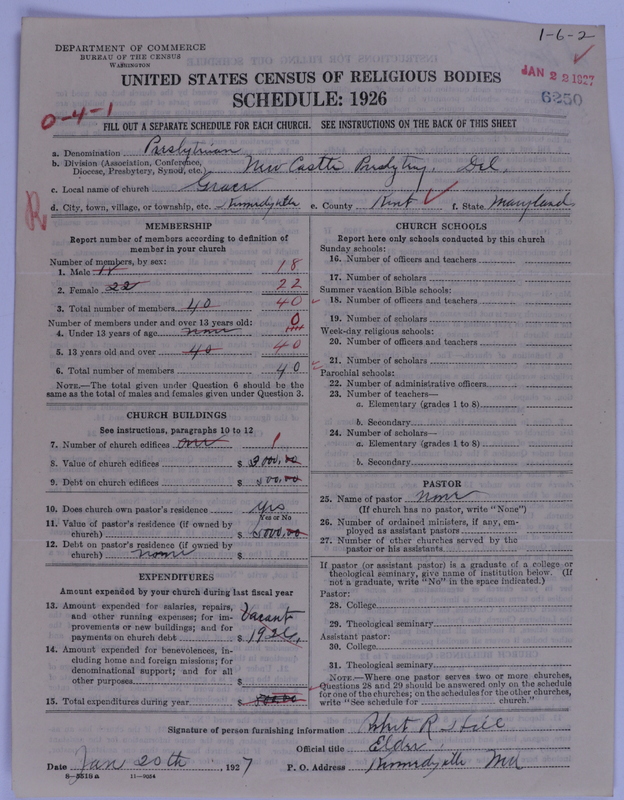 1-6-2
DEPARTMENT OF COMMERCE
BUREAU OF THE CENSUS
WASHINGTON
UNITED STATES CENSUS OF RELIGIOUS BODIES
JAN 22 1927
SCHEDULE: 1926
6250
0-4-1
FILL OUT A SEPARATE SCHEDULE FOR EACH CHURCH. SEE INSTRUCTIONS ON THE BACK OF THIS SHEET
a. Denomination Presbyterian
b. Division (Association, Conference, Diocese, Presbytery, Synod, etc.) New Castle Presbytery, Del.
c. Local name of church Grace
d. City, town, village, or township, etc. Kennedyville e. County Kent f. State Maryland
R
MEMBERSHIP
Report number of members according to definition of
member in your church
Number of members, by sex:
1. Male 18 18
2. Female 22 22
3. Total number of members 40 40
Number of members under and over 13 years old:
4. Under 13 years of age none 0
5. 13 years old and over 40 40
6. Total number of members 40
NOTE.—The total given under Question 6 should be the
same as the total of males and females given under Question 3.
CHURCH BUILDINGS
See instructions, paragraphs 10 to 12
7. Number of church edifices one 1
8. Value of church edifices $ 3000,00
9. Debt on church edifices $
10. Does church own pastor's residence Yes
Yes or No
11. Value of pastor's residence (if owned by
church) $
12. Debt on pastor's residence (if owned by
church) none $
EXPENDITURES
Amount expended by your church during last fiscal year
13. Amount expended for salaries, repairs,
and other running expenses; for im-
provements or new buildings; and for
payments on church debt $ Vacant
1926,
14. Amount expended for benevolences, in-
cluding home and foreign missions; for
denominational support; and for all
other purposes $
15. Total expenditures during year $
CHURCH SCHOOLS
Report here only schools conducted by this church
Sunday schools:
16. Number of officers and teachers
17. Number of scholars
Summer vacation Bible schools:
18. Number of officers and teachers
19. Number of scholars
Week-day religious schools:
20. Number of officers and teachers
21. Number of scholars
Parochial schools:
22. Number of administrative officers
23. Number of teachers—
a. Elementary (grades 1 to 8)
b. Secondary
24. Number of scholars—
a. Elementary (grades 1 to 8)
b. Secondary
PASTOR
25. Name of pastor None
(If church has no pastor, write "None")
26. Number of ordained ministers, if any, em-
ployed as assistant pastors
27. Number of other churches served by the
pastor or his assistants
If pastor (or assistant pastor) is a graduate of a college or
theological seminary, give name of institution below. (If
not a graduate, write "No" in the space indicated.)
Pastor:
28. College
29. Theological seminary
Assistant pastor:
30. College
31. Theological seminary
NOTE—Where one pastor serves two or more churches,
Questions 28 and 29 should be answered only on the schedule
for one of the churches; on the schedules for the other churches,
write "See schedule for church."
Signature of person furnishing information R. Hill
Official title Elder
Date Jan 20th, 1927 P. O. Address Kennedyville Md
8—5518a 11—9054